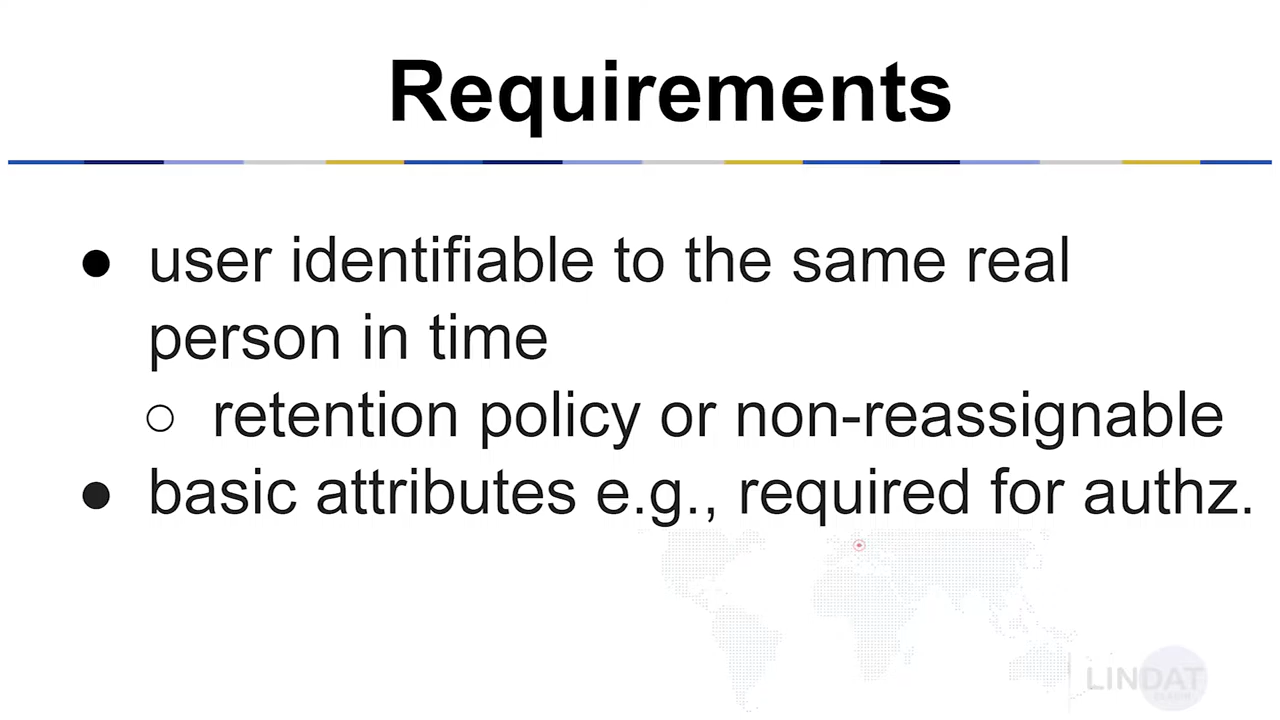 Requirements
● user identifiable to the same real
person in time
○ retention policy or non-reassignable
● basic attributes e.g., required for authz.
LINDAT